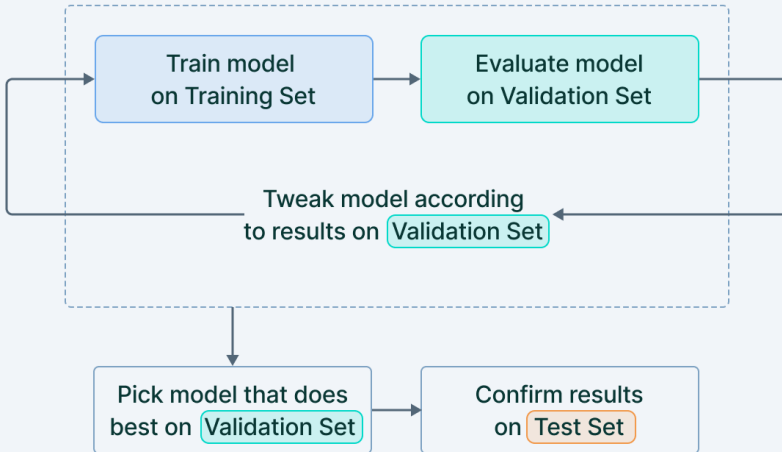 Train model
on Training Set
Evaluate model
on Validation Set
Tweak model according
to results on Validation Set
Pick model that does
best on Validation Set
Confirm results
on Test Set